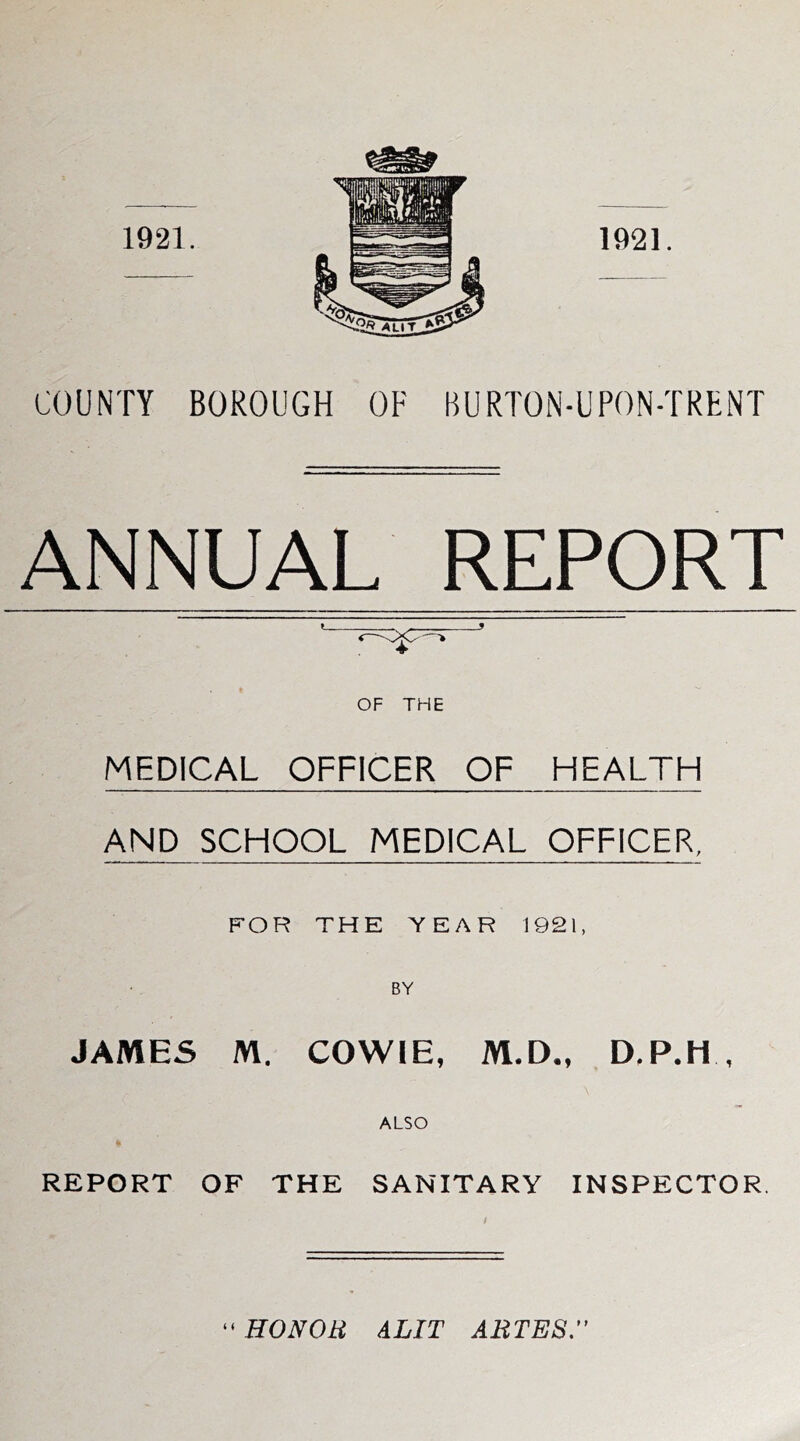 1921. 1921.
HONOR ALIT ARTES
COUNTY BOROUGH OF BURTON-UPON-TRENT
ANNUAL REPORT
OF THE
MEDICAL OFFICER OF HEALTH
AND SCHOOL MEDICAL OFFICER,
FOR THE YEAR 1921,
BY
JAMES M. COWIE, M.D., D.P.H,
ALSO
REPORT OF THE SANITARY INSPECTOR.
"HONOR ALIT ARTES."